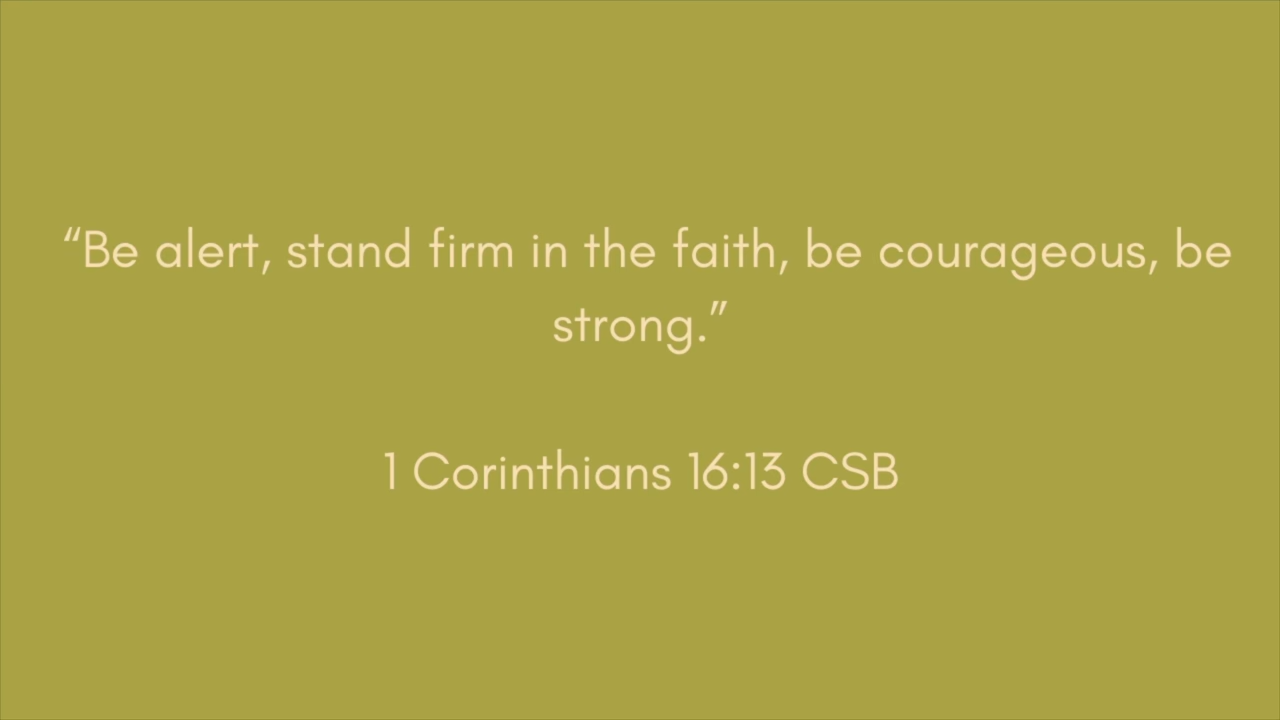 “Be alert, stand firm in the faith, be courageous, be
strong.”
1 Corinthians 16:13 CSB